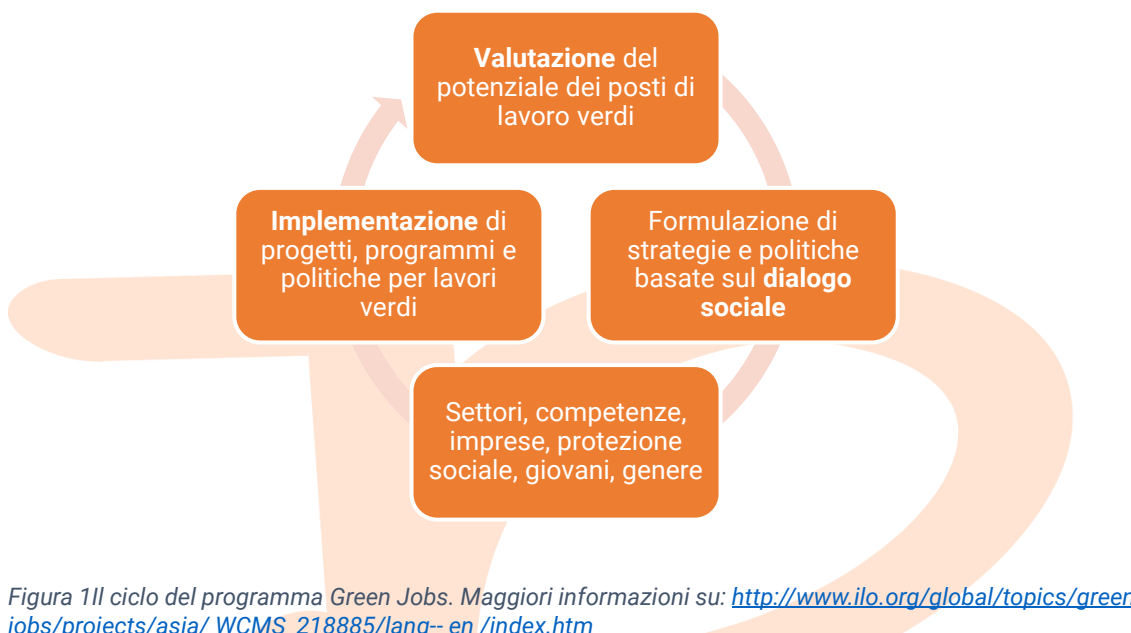 Valutazione del
potenziale dei posti di
lavoro verdi
Implementazione di
progetti, programmi e
politiche per lavori
verdi
Formulazione di
strategie e politiche
basate sul dialogo
sociale
Settori, competenze,
imprese, protezione
sociale, giovani, genere
Figura 1Il ciclo del programma Green Jobs. Maggiori informazioni su: http://www.ilo.org/global/topics/green
jobs/projects/asia/ WCMS_218885/lang-- en /index.htm